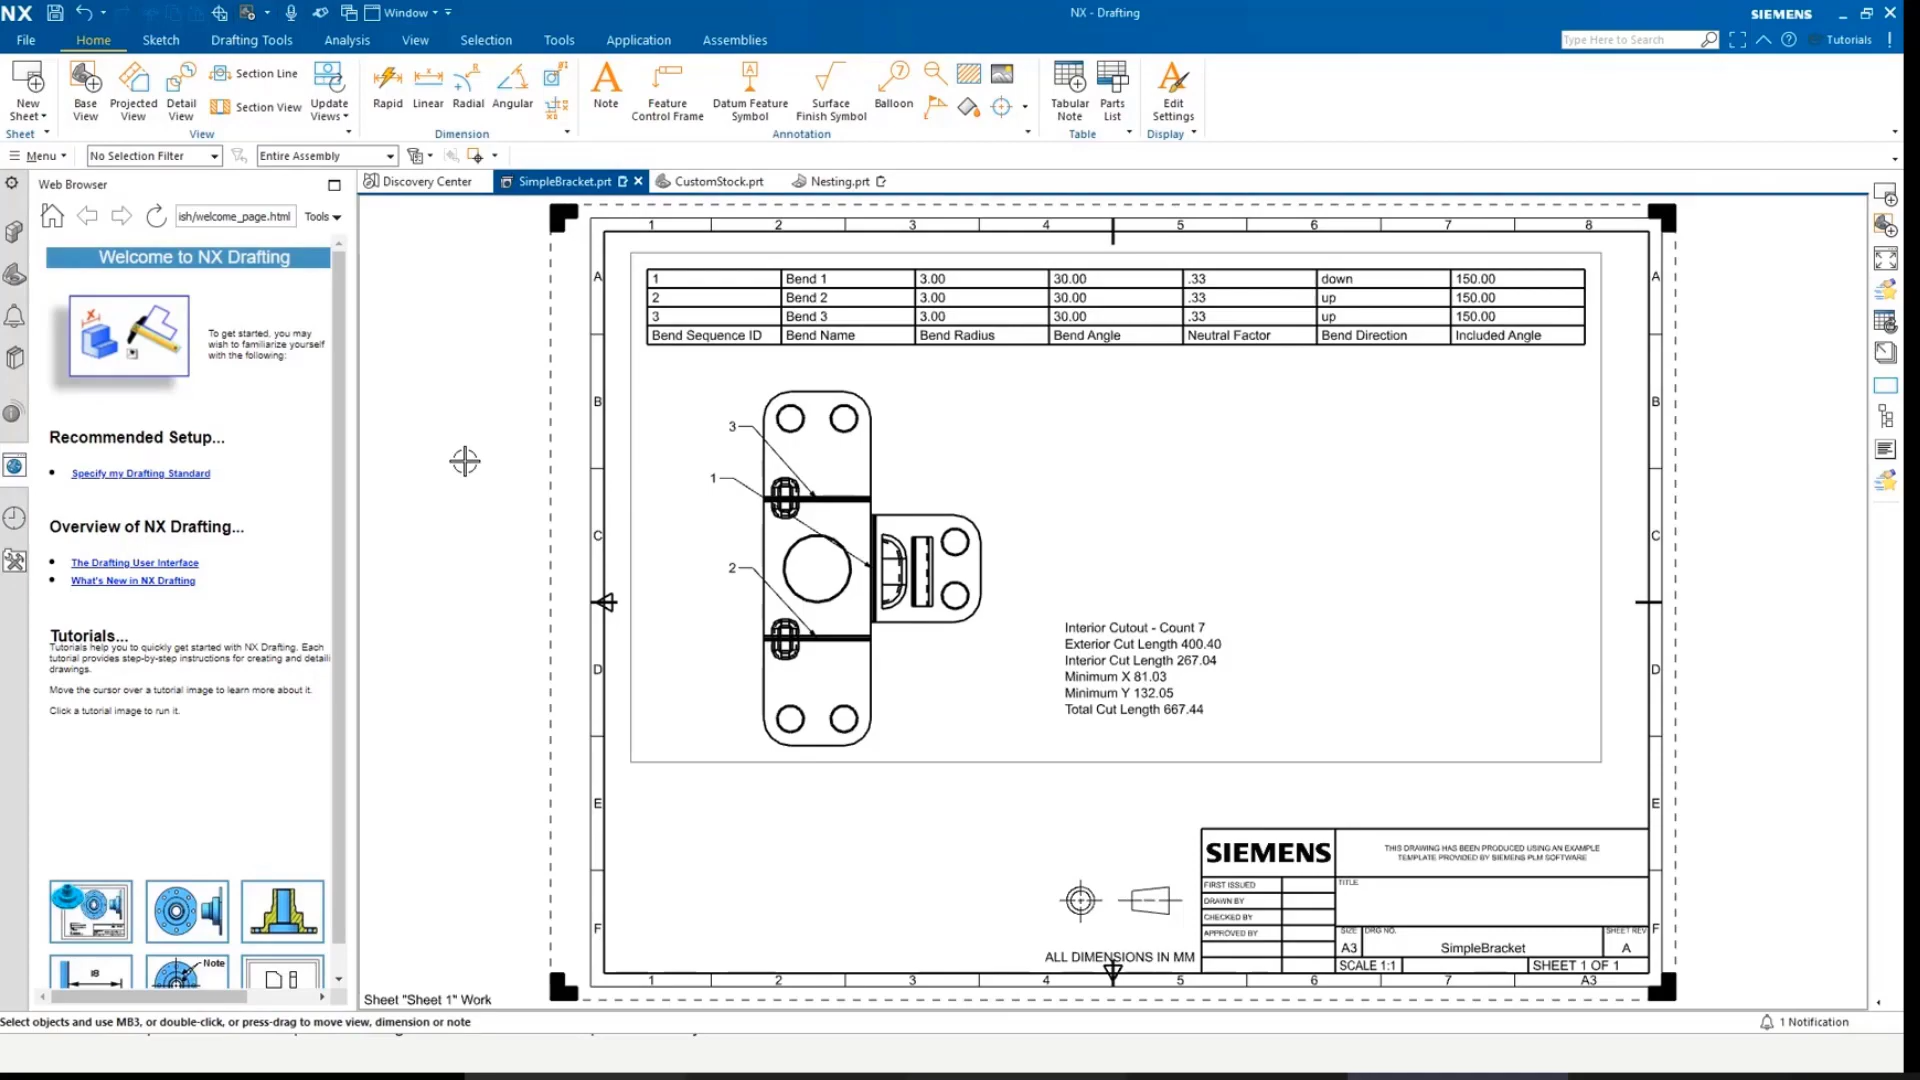 NX
Window
NX - Drafting
SIEMENS
File
Home
Sketch
Drafting Tools
Analysis
View
Selection
Tools
Application
Assemblies
Type Here to Search
Tutorials
New Sheet
Base View
Projected View
Detail View
Section Line
Section View
Update Views
Rapid
Linear
Radial
Angular
Note
Feature Control Frame
Datum Feature Symbol
Surface Finish Symbol
Balloon
Tabular Note
Parts List
Edit Settings
Sheet
View
Dimension
Annotation
Table
Display
Menu
No Selection Filter
Entire Assembly
Web Browser
Discovery Center
SimpleBracket.prt
CustomStock.prt
Nesting.prt
ish/welcome_page.html
Tools
Welcome to NX Drafting
To get started, you may
wish to familiarize yourself
with the following:
Recommended Setup...
Specify my Drafting Standard
Overview of NX Drafting...
The Drafting User Interface
What's New in NX Drafting
Tutorials...
Tutorials help you to quickly get started with NX Drafting. Each
tutorial provides step-by-step instructions for creating and detaili
drawings.
Move the cursor over a tutorial image to learn more about it.
Click a tutorial image to run it.
Note
1 2 3 4 5 6 7 8
A A
1 Bend 1 3.00 30.00 .33 down 150.00
2 Bend 2 3.00 30.00 .33 up 150.00
3 Bend 3 3.00 30.00 .33 up 150.00
Bend Sequence ID Bend Name Bend Radius Bend Angle Neutral Factor Bend Direction Included Angle
B B
3
1
C C
2
Interior Cutout - Count 7
Exterior Cut Length 400.40
Interior Cut Length 267.04
Minimum X 81.03
Minimum Y 132.05
Total Cut Length 667.44
D D
E E
SIEMENS
THIS DRAWING HAS BEEN PRODUCED USING AN EXAMPLE
TEMPLATE PROVIDED BY SIEMENS PLM SOFTWARE
FIRST ISSUED
TITLE
DRAWN BY
CHECKED BY
APPROVED BY
F F
SIZE DRG NO. SHEET REV
A3 SimpleBracket A
ALL DIMENSIONS IN MM
SCALE 1:1 SHEET 1 OF 1
1 2 3 4 5 6 7 A3
Sheet "Sheet 1" Work
Select objects and use MB3, or double-click, or press-drag to move view, dimension or note
1 Notification